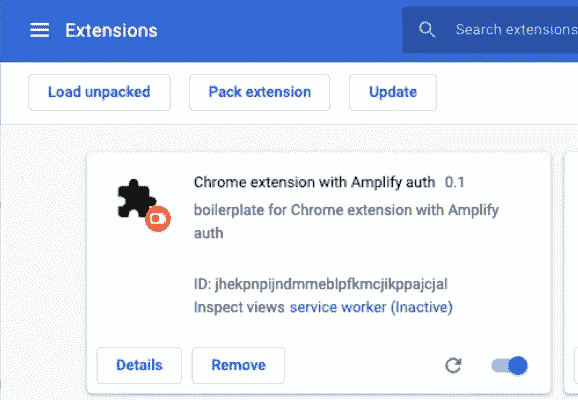 Extensions
Search extensions
Load unpacked
Pack extension
Update
Chrome extension with Amplify auth 0.1
boilerplate for Chrome extension with Amplify
auth
ID: jhekpnpijndmmeblpfkmcjikppajcjal
Inspect views service worker (Inactive)
Details
Remove